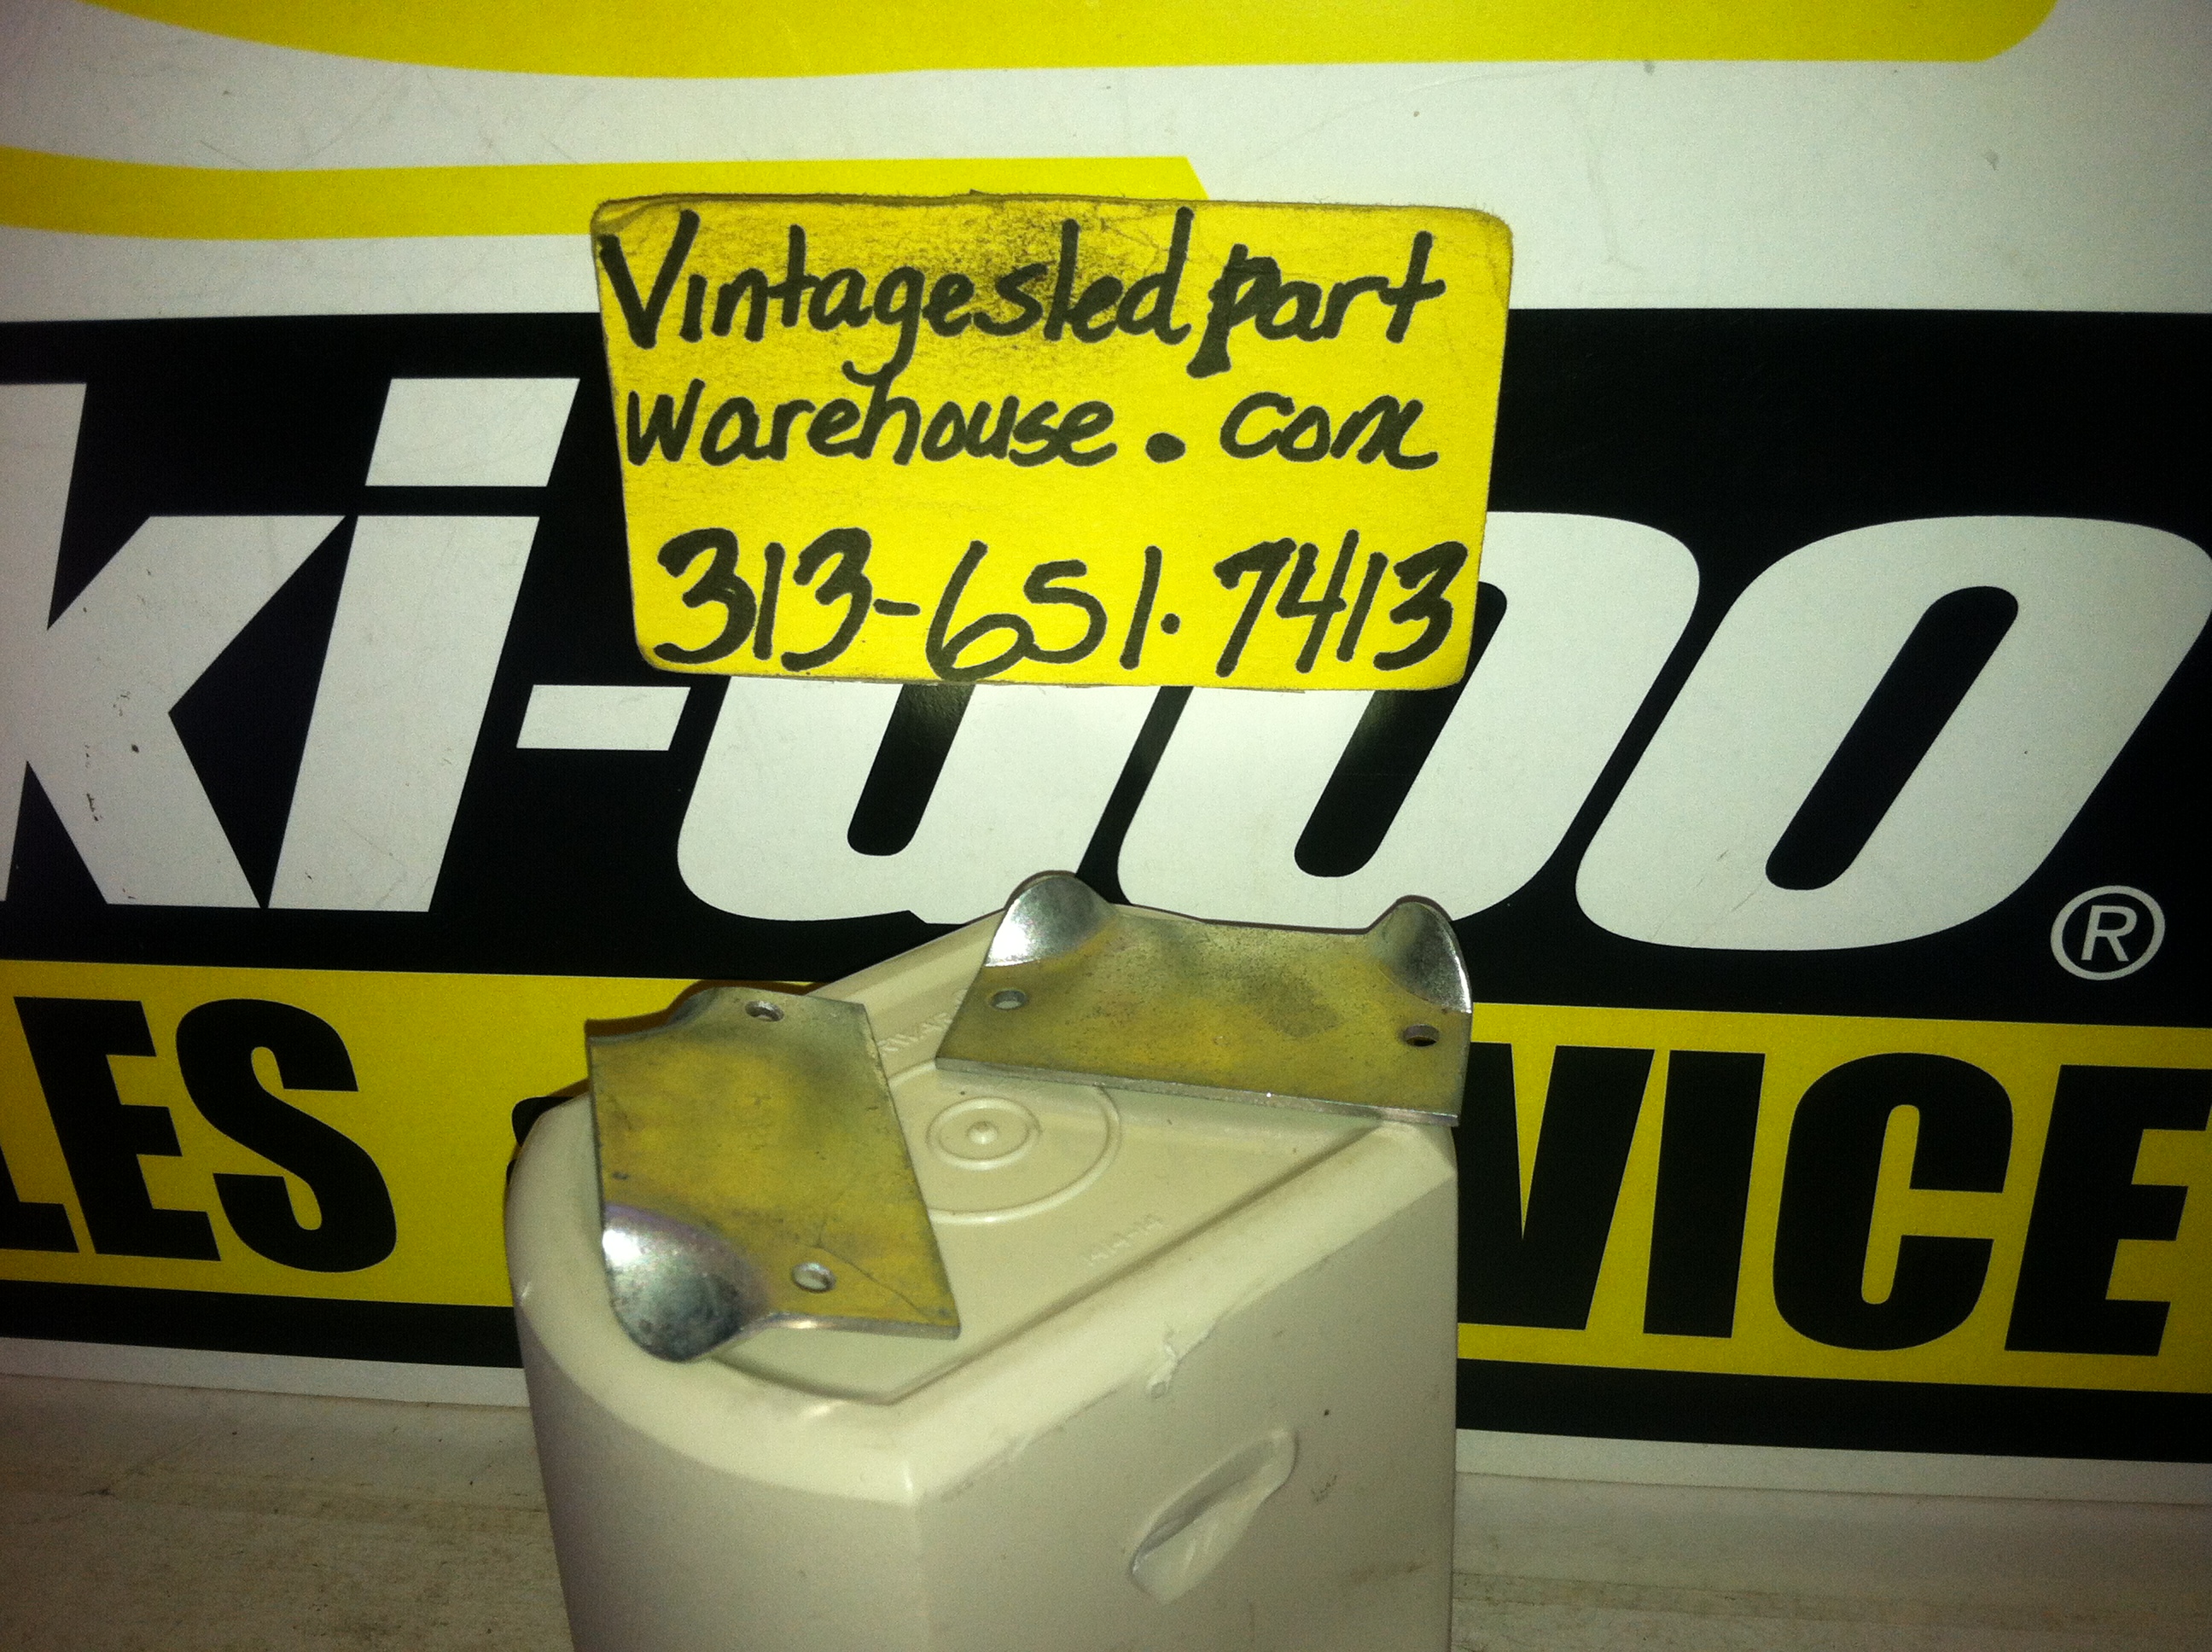 Vintagesledpart
warehouse.com
313-651.7413
ki-doo®
LES
VICE